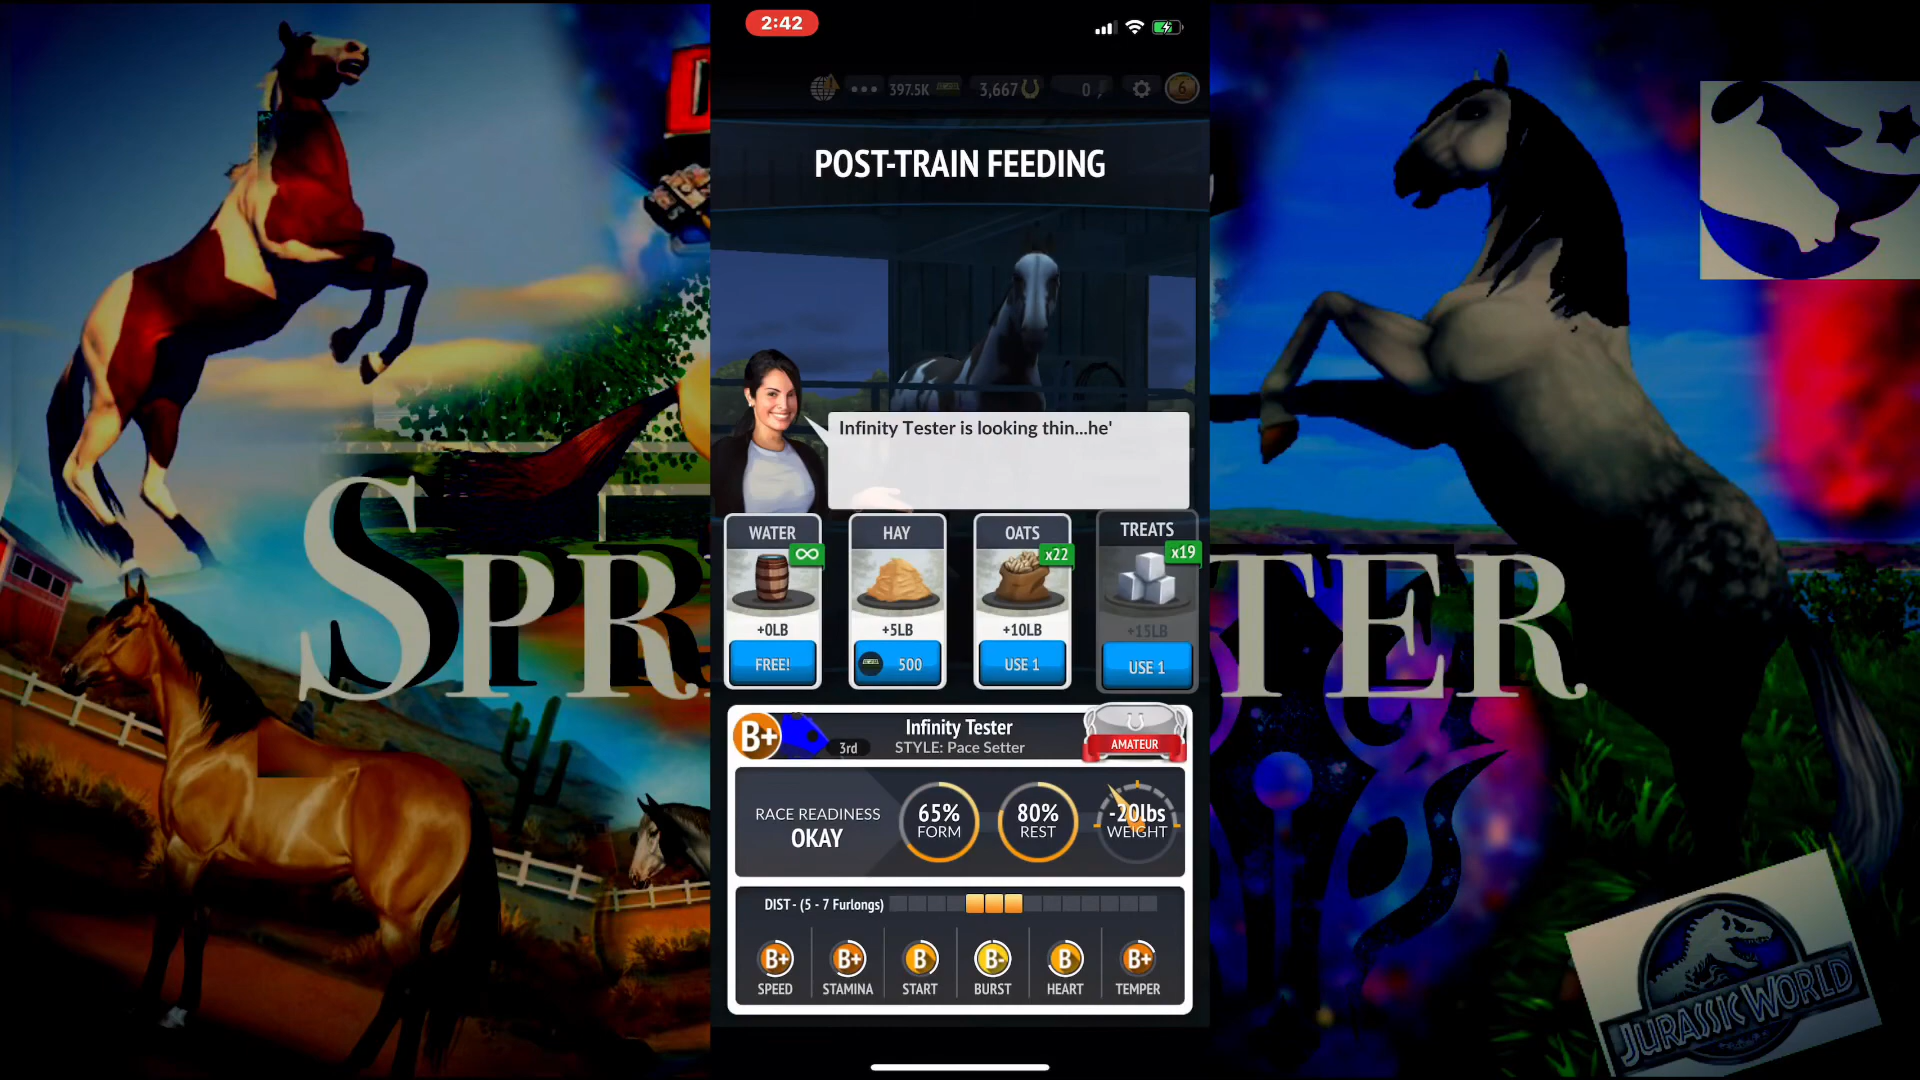 2:42
397.5K
3,667
0
6
POST-TRAIN FEEDING
Infinity Tester is looking thin...he'
WATER
HAY
OATS
TREATS
∞
x22
x19
+0LB
+5LB
+10LB
+15LB
FREE!
500
USE 1
USE 1
SPR
TER
B+
3rd
Infinity Tester
STYLE: Pace Setter
AMATEUR
RACE READINESS
OKAY
65%
FORM
80%
REST
-20lbs
WEIGHT
DIST - (5 - 7 Furlongs)
B+
B+
B
B-
B
B+
SPEED
STAMINA
START
BURST
HEART
TEMPER
JURASSIC WORLD